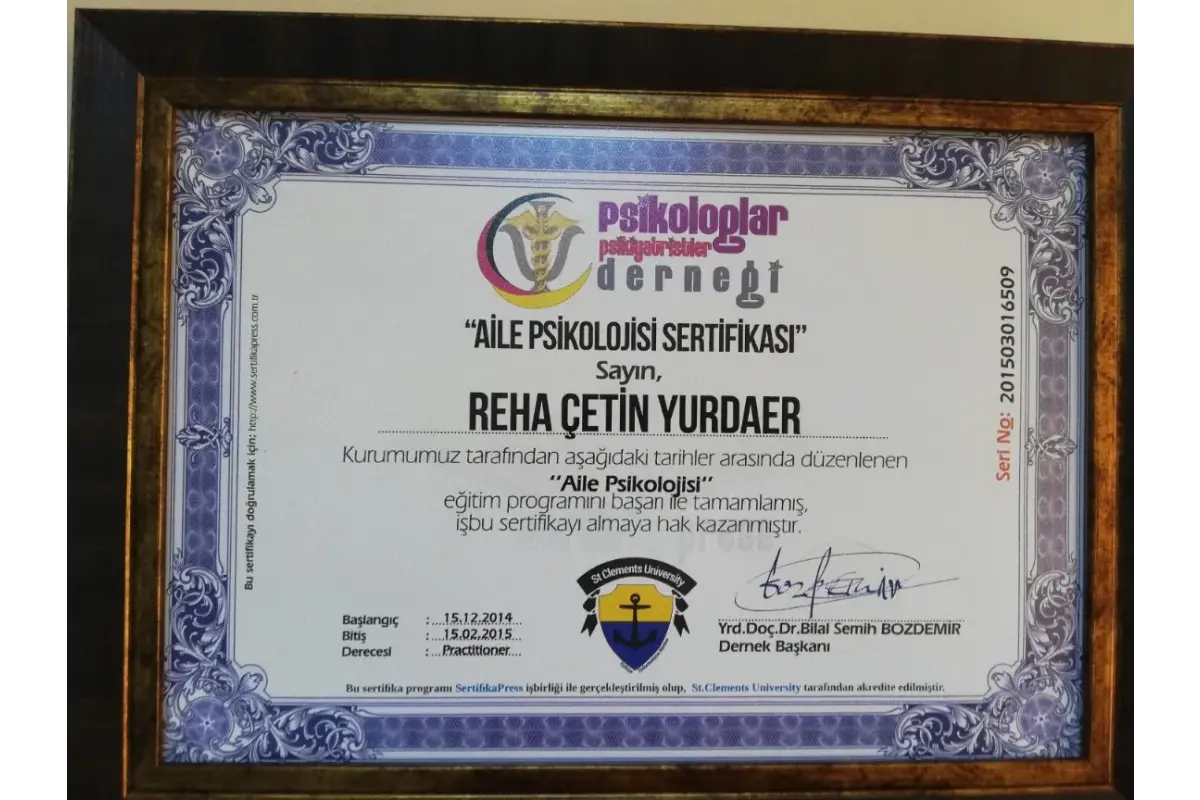 psikologlar
psikiyatristler
derneği
“AİLE PSİKOLOJİSİ SERTİFİKASI”
Sayın,
REHA ÇETİN YURDAER
Kurumumuz tarafından aşağıdaki tarihler arasında düzenlenen
“Aile Psikolojisi”
eğitim programını başarı ile tamamlamış,
işbu sertifikayı almaya hak kazanmıştır.
Bu sertifikayı doğrulamak için: http://www.sertifikapress.com.tr
Seri No: 201503016509
St Clements University
Başlangıç : 15.12.2014
Bitiş : 15.02.2015
Derecesi : Practitioner
Yrd.Doç.Dr.Bilal Semih BOZDEMİR
Dernek Başkanı
Bu sertifika programı SertifikaPress işbirliği ile gerçekleştirilmiş olup, St.Clements University tarafından akredite edilmiştir.